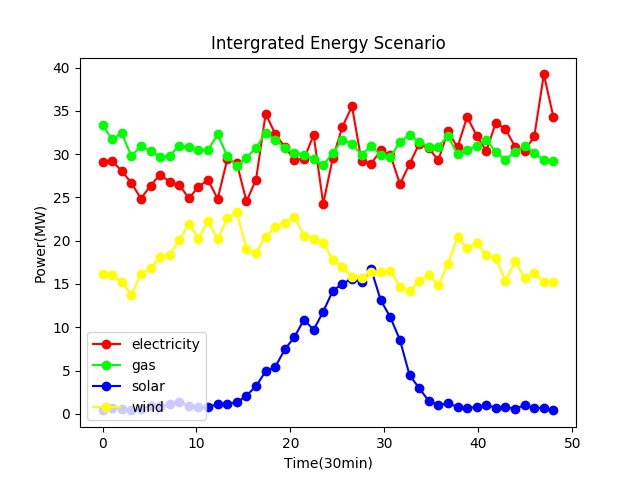 Intergrated Energy Scenario
Power(MW)
40
35
30
25
20
15
10
5
0
electricity
gas
solar
wind
0 10 20 30 40 50
Time(30min)